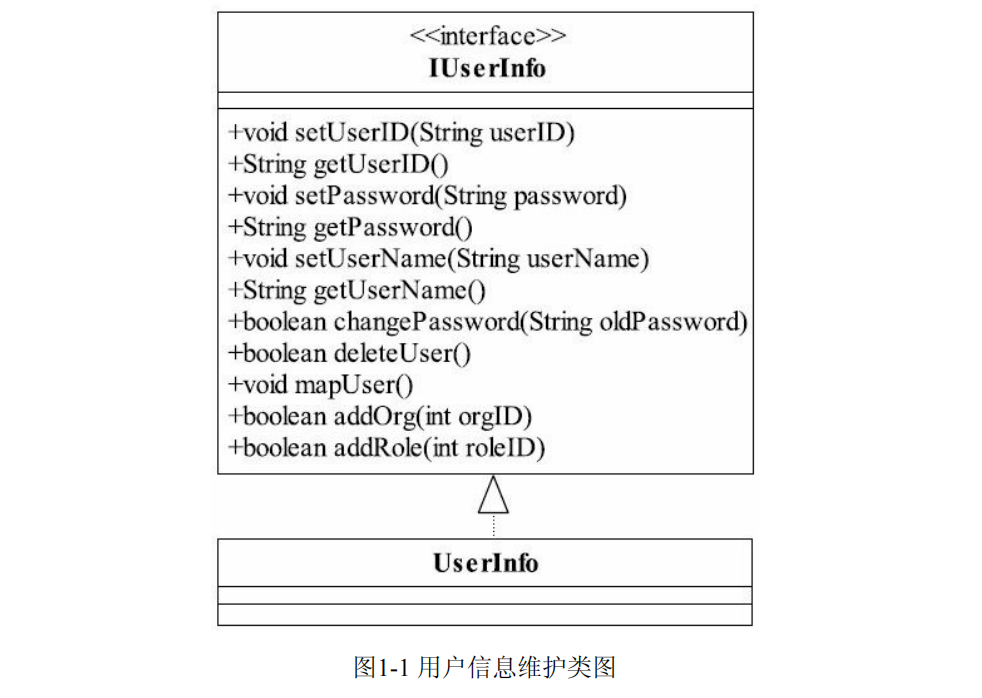 <<interface>>
IUserInfo
+void setUserID(String userID)
+String getUserID()
+void setPassword(String password)
+String getPassword()
+void setUserName(String userName)
+String getUserName()
+boolean changePassword(String oldPassword)
+boolean deleteUser()
+void mapUser()
+boolean addOrg(int orgID)
+boolean addRole(int roleID)
UserInfo
图1-1 用户信息维护类图